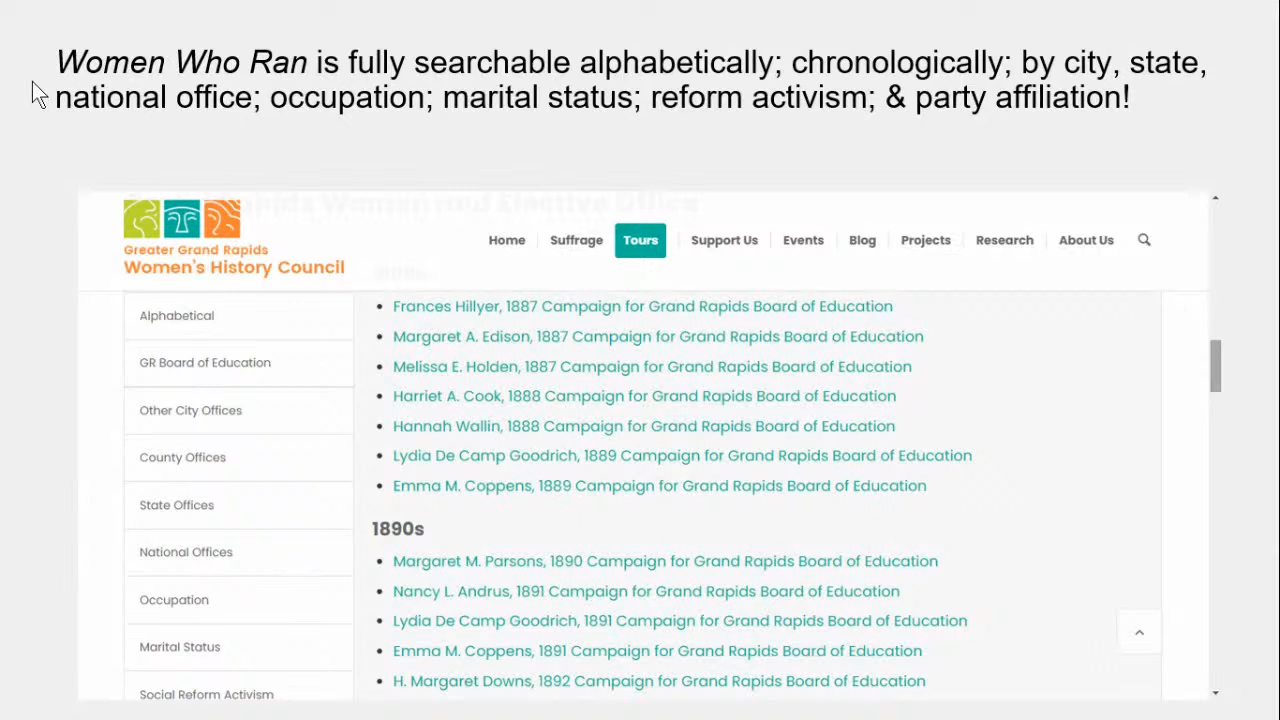 Women Who Ran is fully searchable alphabetically; chronologically; by city, state,
national office; occupation; marital status; reform activism; & party affiliation!
Greater Grand Rapids
Women's History Council
Home
Suffrage
Tours
Support Us
Events
Blog
Projects
Research
About Us
Alphabetical
GR Board of Education
Other City Offices
County Offices
State Offices
National Offices
Occupation
Marital Status
Social Reform Activism
Frances Hillyer, 1887 Campaign for Grand Rapids Board of Education
Margaret A. Edison, 1887 Campaign for Grand Rapids Board of Education
Melissa E. Holden, 1887 Campaign for Grand Rapids Board of Education
Harriet A. Cook, 1888 Campaign for Grand Rapids Board of Education
Hannah Wallin, 1888 Campaign for Grand Rapids Board of Education
Lydia De Camp Goodrich, 1889 Campaign for Grand Rapids Board of Education
Emma M. Coppens, 1889 Campaign for Grand Rapids Board of Education
1890s
Margaret M. Parsons, 1890 Campaign for Grand Rapids Board of Education
Nancy L. Andrus, 1891 Campaign for Grand Rapids Board of Education
Lydia De Camp Goodrich, 1891 Campaign for Grand Rapids Board of Education
Emma M. Coppens, 1891 Campaign for Grand Rapids Board of Education
H. Margaret Downs, 1892 Campaign for Grand Rapids Board of Education